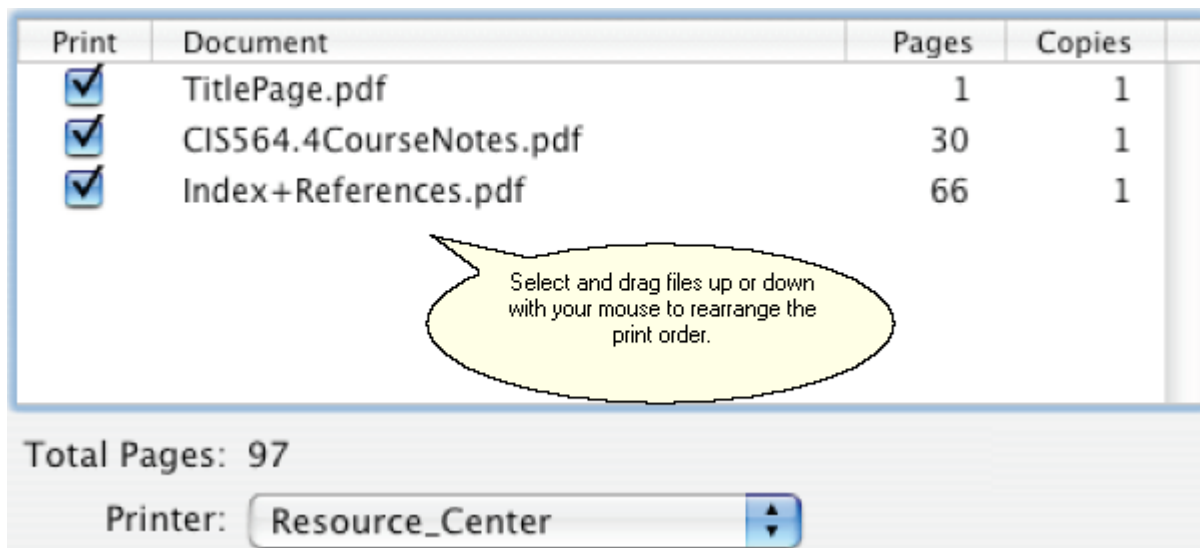 Print Document Pages Copies
TitlePage.pdf 1 1
CIS564.4CourseNotes.pdf 30 1
Index+References.pdf 66 1
Select and drag files up or down
with your mouse to rearrange the
print order.
Total Pages: 97
Printer: Resource_Center